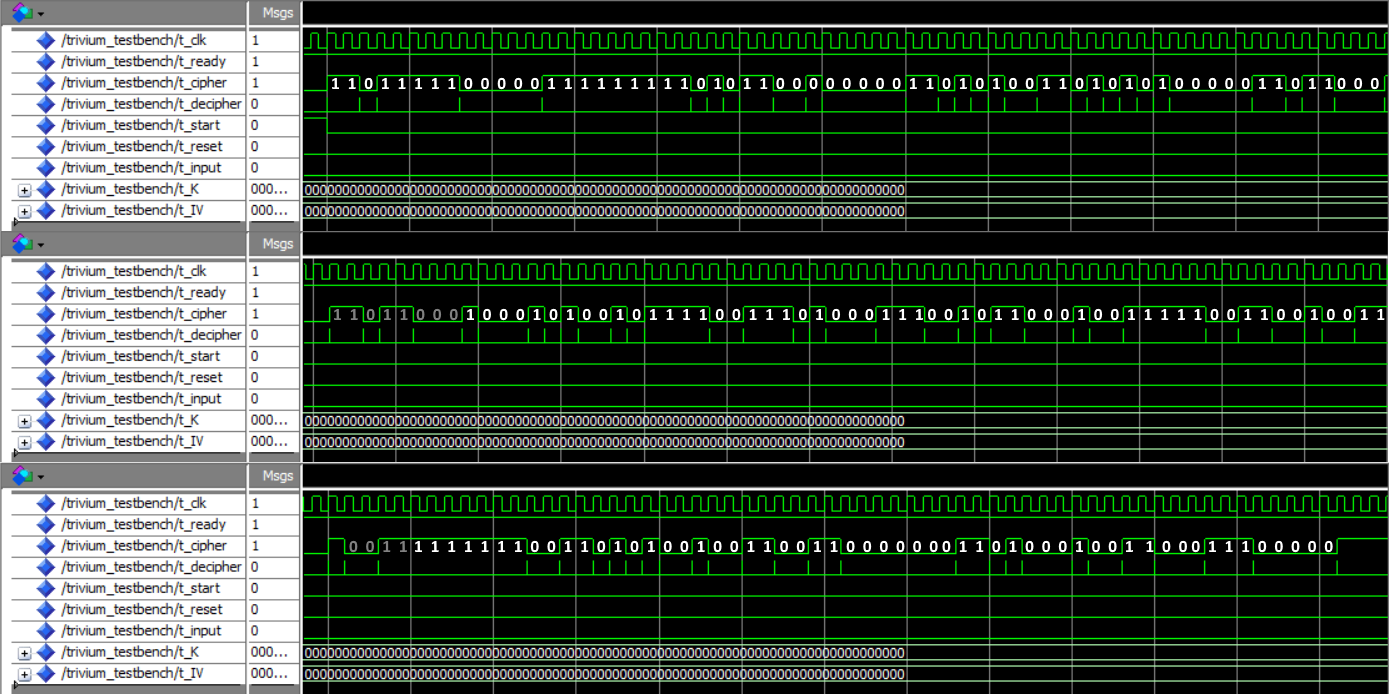 Msgs
/trivium_testbench/t_clk 1
/trivium_testbench/t_ready 1
/trivium_testbench/t_cipher 1 1 1 0 1 1 1 1 1 0 0 0 0 0 1 1 1 1 1 1 1 1 1 0 1 0 1 1 0 0 0 0 0 0 0 0 1 1 0 1 0 1 0 0 1 1 0 1 0 1 0 1 0 0 0 0 0 1 1 0 1 1 0 0 0
/trivium_testbench/t_decipher 0
/trivium_testbench/t_start 0
/trivium_testbench/t_reset 0
/trivium_testbench/t_input 0
/trivium_testbench/t_K 000... 00000000000000000000000000000000000000000000000000000000000000000000000000000000
/trivium_testbench/t_IV 000... 00000000000000000000000000000000000000000000000000000000000000000000000000000000
Msgs
/trivium_testbench/t_clk 1
/trivium_testbench/t_ready 1
/trivium_testbench/t_cipher 1 1 1 0 1 1 0 0 0 1 0 0 0 1 0 1 0 0 1 0 1 1 1 1 0 0 1 1 1 0 1 0 0 0 1 1 1 0 0 1 0 1 1 0 0 0 1 0 0 1 1 1 1 1 0 0 1 1 0 0 1 0 0 1 1
/trivium_testbench/t_decipher 0
/trivium_testbench/t_start 0
/trivium_testbench/t_reset 0
/trivium_testbench/t_input 0
/trivium_testbench/t_K 000... 00000000000000000000000000000000000000000000000000000000000000000000000000000000
/trivium_testbench/t_IV 000... 00000000000000000000000000000000000000000000000000000000000000000000000000000000
Msgs
/trivium_testbench/t_clk 1
/trivium_testbench/t_ready 1
/trivium_testbench/t_cipher 1 0 0 1 1 1 1 1 1 1 1 1 0 0 1 1 0 1 0 1 0 0 1 0 0 1 1 0 0 1 1 0 0 0 0 0 0 0 1 1 0 1 0 0 0 1 0 0 1 1 0 0 0 1 1 1 0 0 0 0 0
/trivium_testbench/t_decipher 0
/trivium_testbench/t_start 0
/trivium_testbench/t_reset 0
/trivium_testbench/t_input 0
/trivium_testbench/t_K 000... 00000000000000000000000000000000000000000000000000000000000000000000000000000000
/trivium_testbench/t_IV 000... 00000000000000000000000000000000000000000000000000000000000000000000000000000000